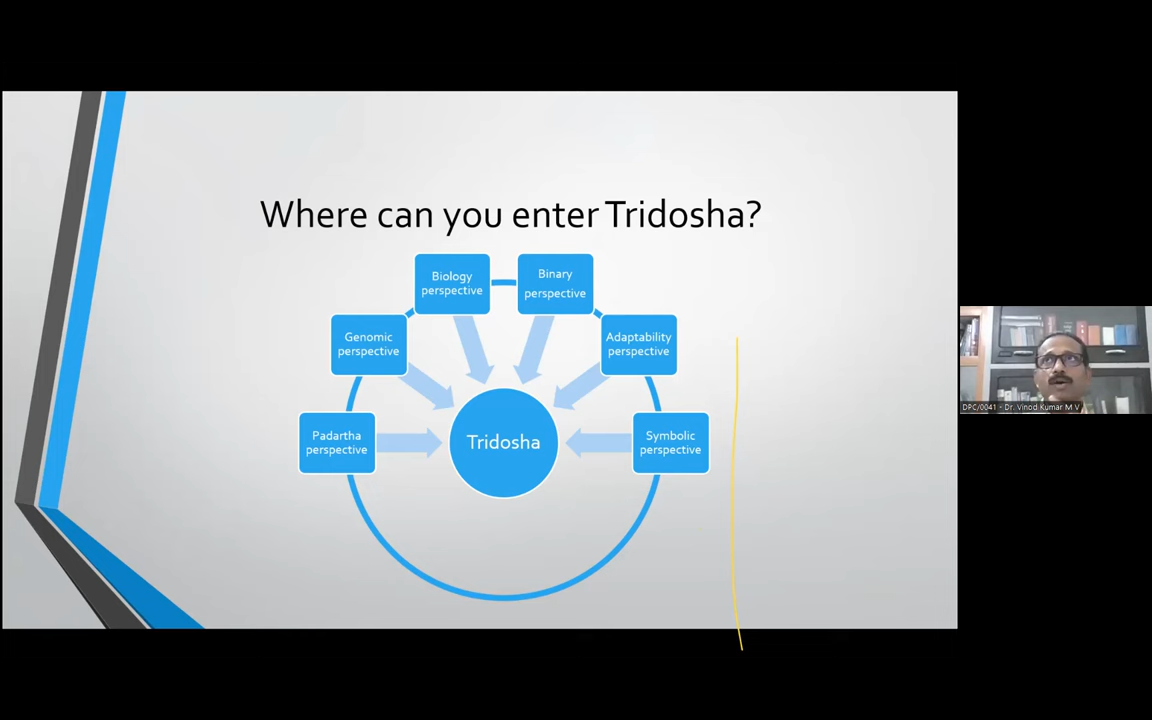 Where can you enter Tridosha?
Biology
perspective
Binary
perspective
Genomic
perspective
Adaptability
perspective
Padartha
perspective
Tridosha
Symbolic
perspective
DPC/0041 - Dr. Vinod Kumar M V